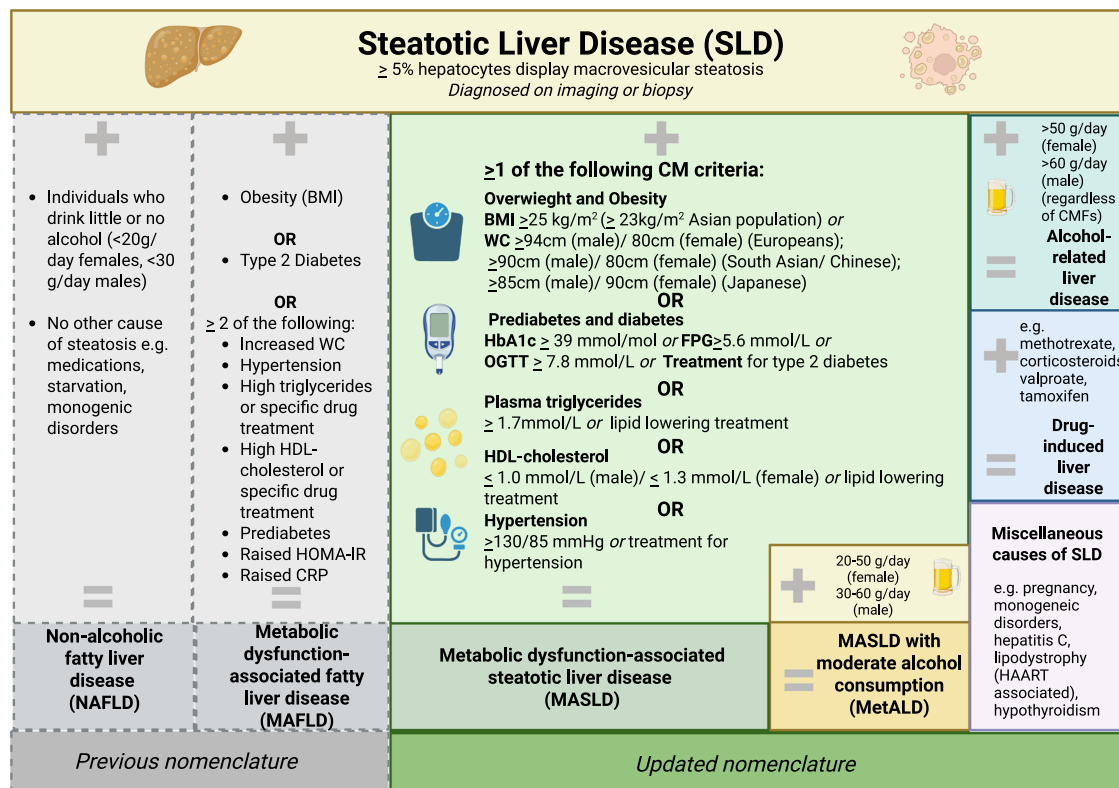 Steatotic Liver Disease (SLD)
≥ 5% hepatocytes display macrovesicular steatosis
Diagnosed on imaging or biopsy
• Individuals who
drink little or no
alcohol (<20g/
day females, <30
g/day males)
• No other cause
of steatosis e.g.
medications,
starvation,
monogenic
disorders
Non-alcoholic
fatty liver
disease
(NAFLD)
• Obesity (BMI)
OR
• Type 2 Diabetes
OR
≥ 2 of the following:
• Increased WC
• Hypertension
• High triglycerides
or specific drug
treatment
• High HDL-
cholesterol or
specific drug
treatment
• Prediabetes
• Raised HOMA-IR
• Raised CRP
Metabolic
dysfunction-
associated fatty
liver disease
(MAFLD)
Previous nomenclature
≥1 of the following CM criteria:
Overwieght and Obesity
BMI ≥25 kg/m² (≥ 23kg/m² Asian population) or
WC ≥94cm (male)/ 80cm (female) (Europeans);
≥90cm (male)/ 80cm (female) (South Asian/ Chinese);
≥85cm (male)/ 90cm (female) (Japanese)
OR
Prediabetes and diabetes
HbA1c ≥ 39 mmol/mol or FPG≥5.6 mmol/L or
OGTT ≥ 7.8 mmol/L or Treatment for type 2 diabetes
OR
Plasma triglycerides
≥ 1.7mmol/L or lipid lowering treatment
OR
HDL-cholesterol
≤ 1.0 mmol/L (male)/ ≤ 1.3 mmol/L (female) or lipid lowering
treatment
OR
Hypertension
≥130/85 mmHg or treatment for
hypertension
Metabolic dysfunction-associated
steatotic liver disease
(MASLD)
20-50 g/day
(female)
30-60 g/day
(male)
MASLD with
moderate alcohol
consumption
(MetALD)
>50 g/day
(female)
>60 g/day
(male)
(regardless
of CMFs)
Alcohol-
related
liver
disease
e.g.
methotrexate,
corticosteroids,
valproate,
tamoxifen
Drug-
induced
liver
disease
Miscellaneous
causes of SLD
e.g. pregnancy,
monogeneic
disorders,
hepatitis C,
lipodystrophy
(HAART
associated),
hypothyroidism
Updated nomenclature